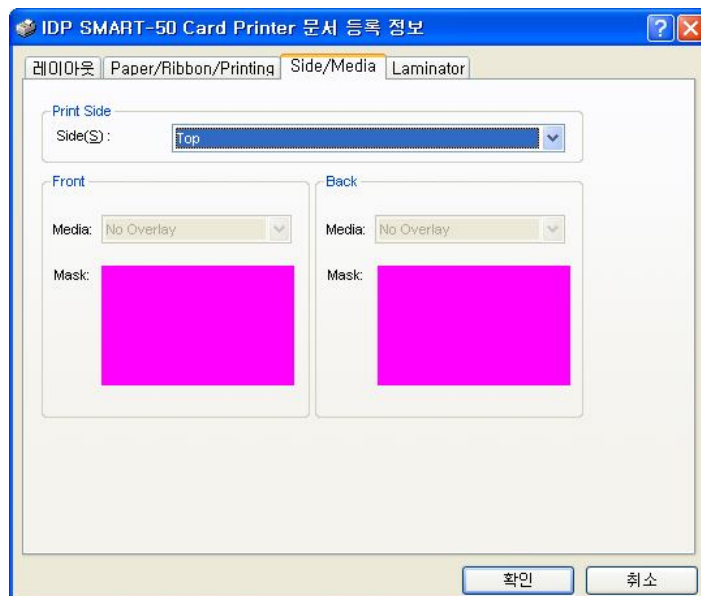 IDP SMART-50 Card Printer 문서 등록 정보
레이아웃 Paper/Ribbon/Printing Side/Media Laminator
Print Side
Side(S) : Top
Front Back
Media: No Overlay Media: No Overlay
Mask: Mask:
확인 취소